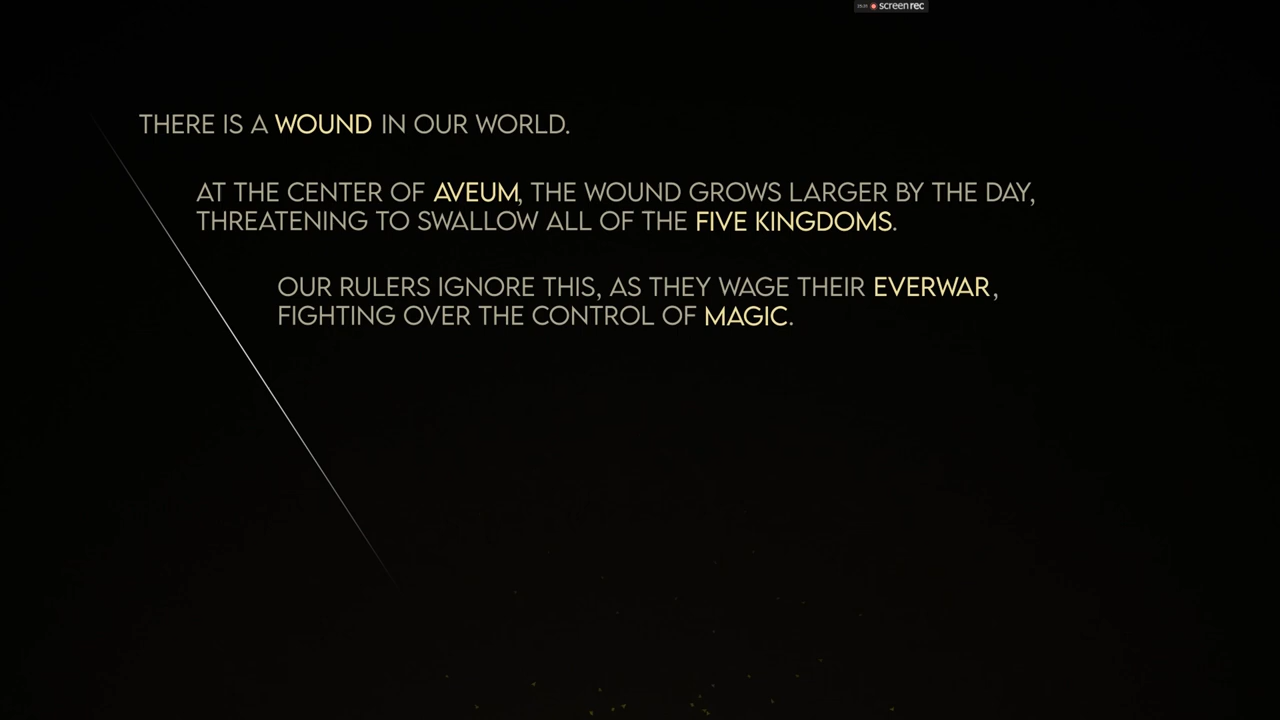 screenrec
THERE IS A WOUND IN OUR WORLD.
AT THE CENTER OF AVEUM, THE WOUND GROWS LARGER BY THE DAY,
THREATENING TO SWALLOW ALL OF THE FIVE KINGDOMS.
OUR RULERS IGNORE THIS, AS THEY WAGE THEIR EVERWAR,
FIGHTING OVER THE CONTROL OF MAGIC.